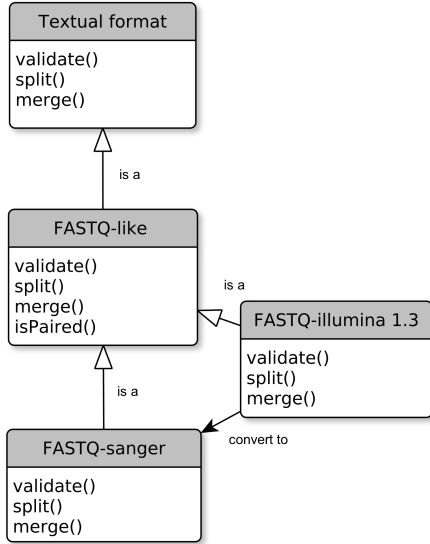 Textual format
validate()
split()
merge()
is a
FASTQ-like
validate()
split()
merge()
isPaired()
is a
FASTQ-illumina 1.3
validate()
split()
merge()
is a
convert to
FASTQ-sanger
validate()
split()
merge()